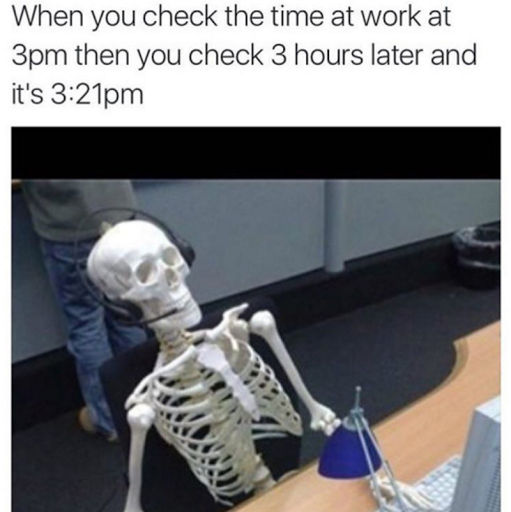 When you check the time at work at
3pm then you check 3 hours later and
it's 3:21pm